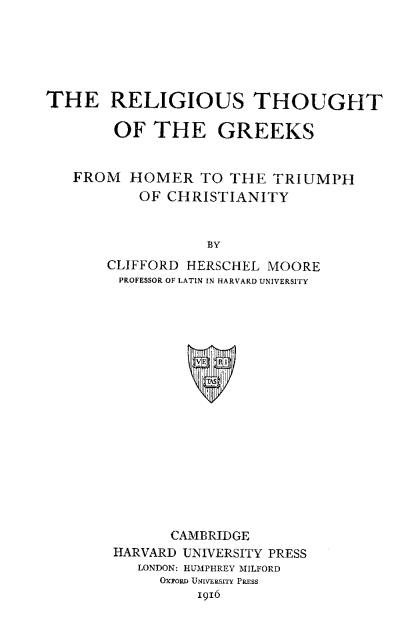 THE RELIGIOUS THOUGHT
OF THE GREEKS
FROM HOMER TO THE TRIUMPH
OF CHRISTIANITY
BY
CLIFFORD HERSCHEL MOORE
PROFESSOR OF LATIN IN HARVARD UNIVERSITY
VE RI
TAS
CAMBRIDGE
HARVARD UNIVERSITY PRESS
LONDON: HUMPHREY MILFORD
OXFORD UNIVERSITY PRESS
1916